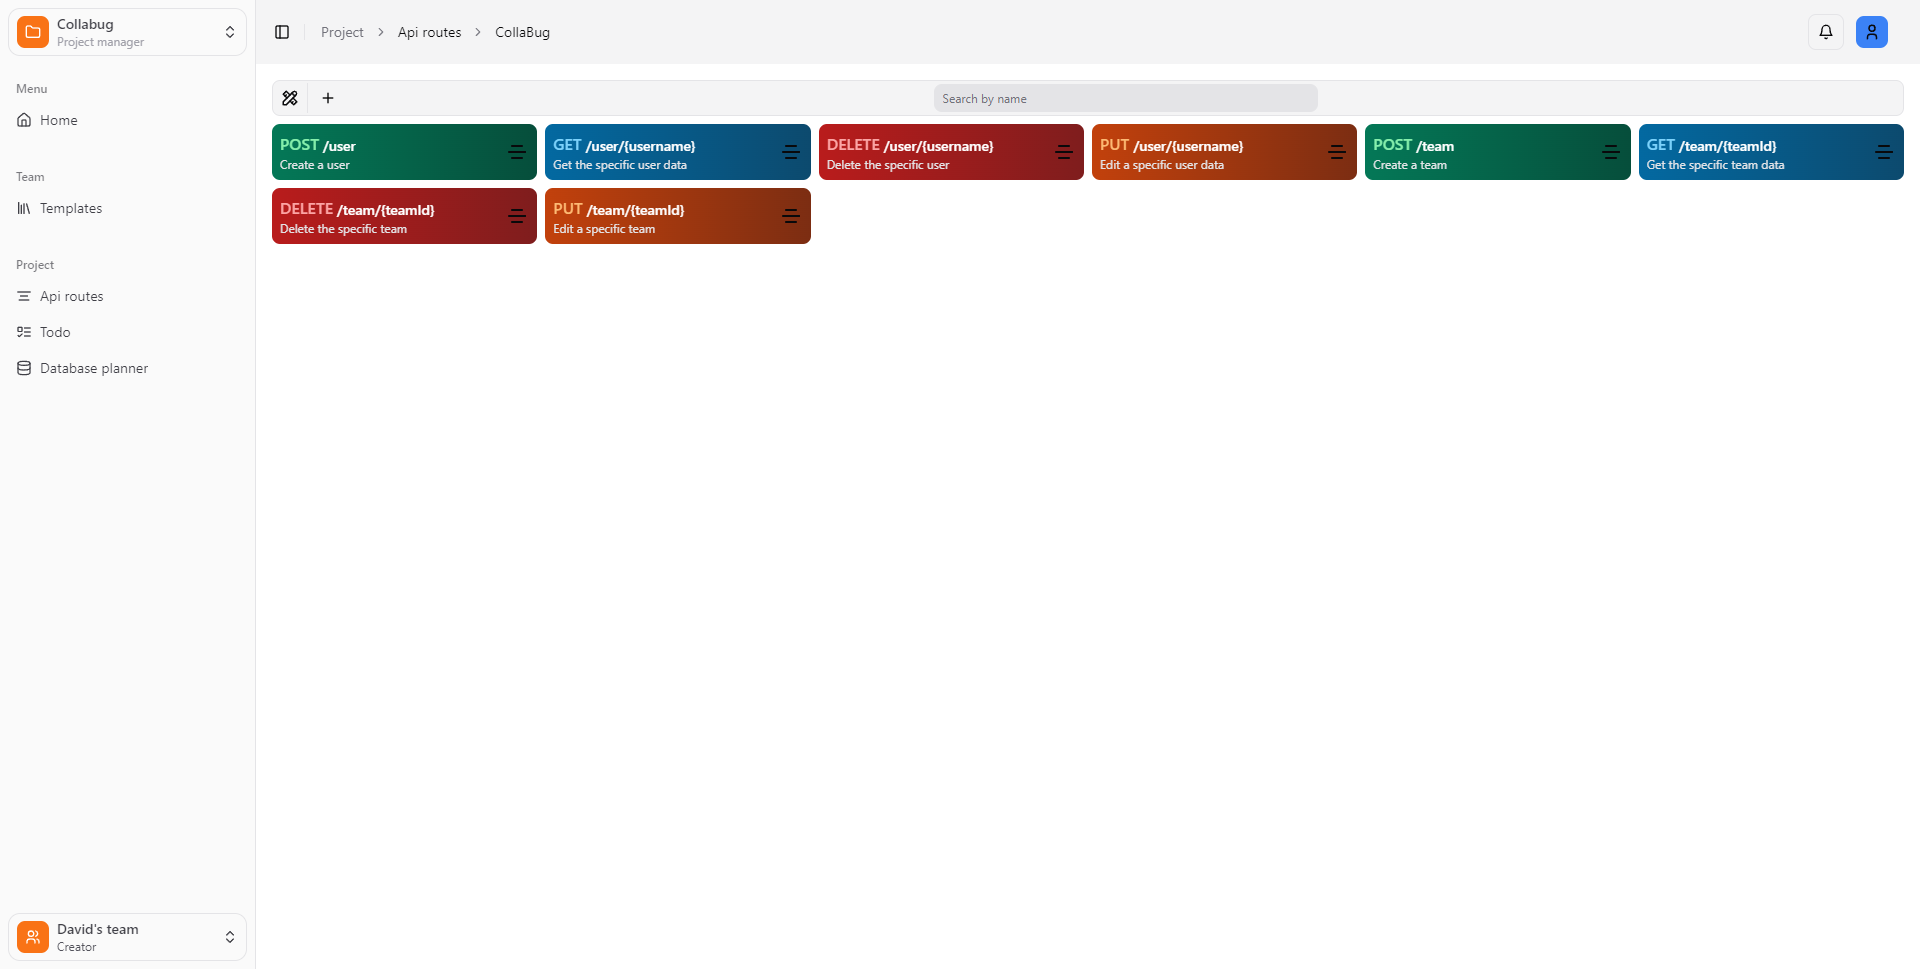 Collabug
Project manager
Menu
Home
Team
Templates
Project
Api routes
Todo
Database planner
David's team
Creator
Project > Api routes > CollaBug
Search by name
POST /user
Create a user
GET /user/{username}
Get the specific user data
DELETE /user/{username}
Delete the specific user
PUT /user/{username}
Edit a specific user data
POST /team
Create a team
GET /team/{teamId}
Get the specific team data
DELETE /team/{teamId}
Delete the specific team
PUT /team/{teamId}
Edit a specific team